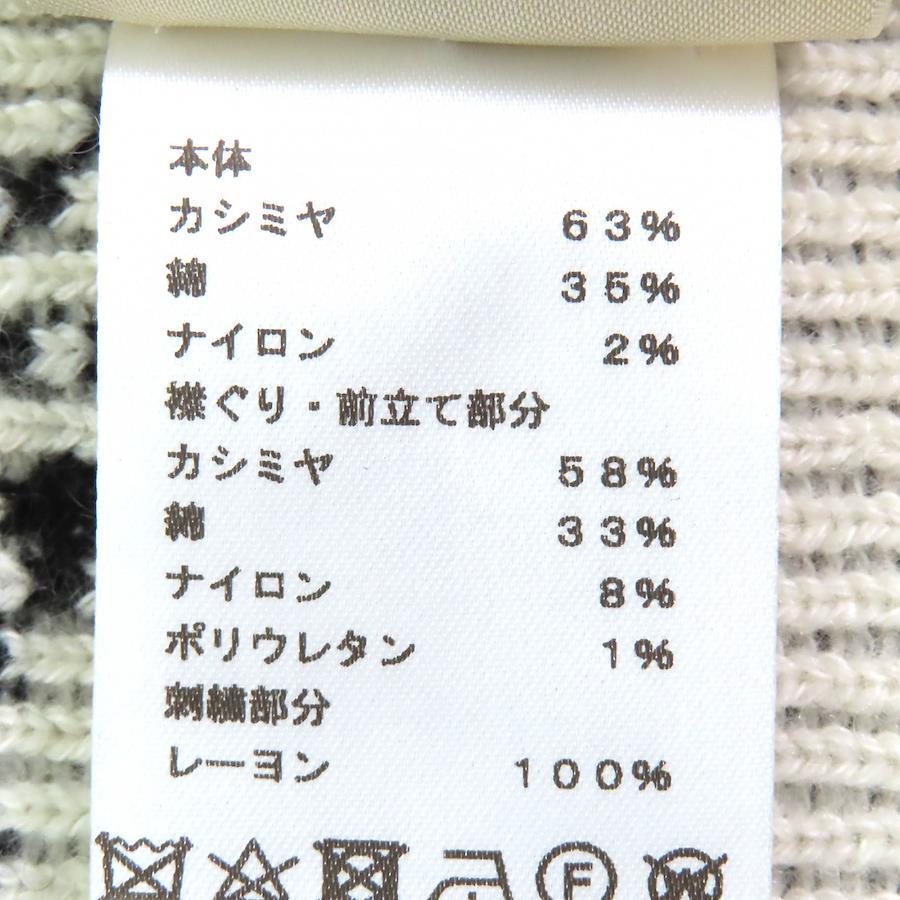 本体
カシミヤ 63%
綿 35%
ナイロン 2%
襟ぐり・前立て部分
カシミヤ 58%
綿 33%
ナイロン 8%
ポリウレタン 1%
刺繍部分
レーヨン 100%
F W